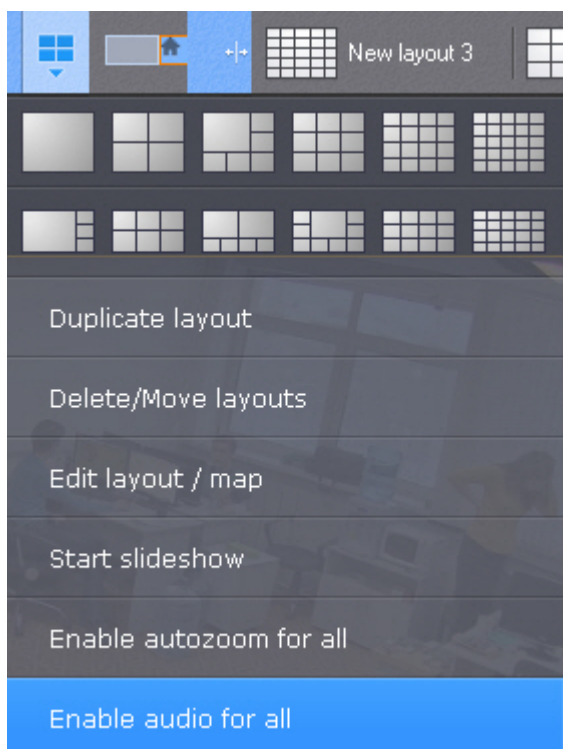 New layout 3
Duplicate layout
Delete/Move layouts
Edit layout / map
Start slideshow
Enable autozoom for all
Enable audio for all